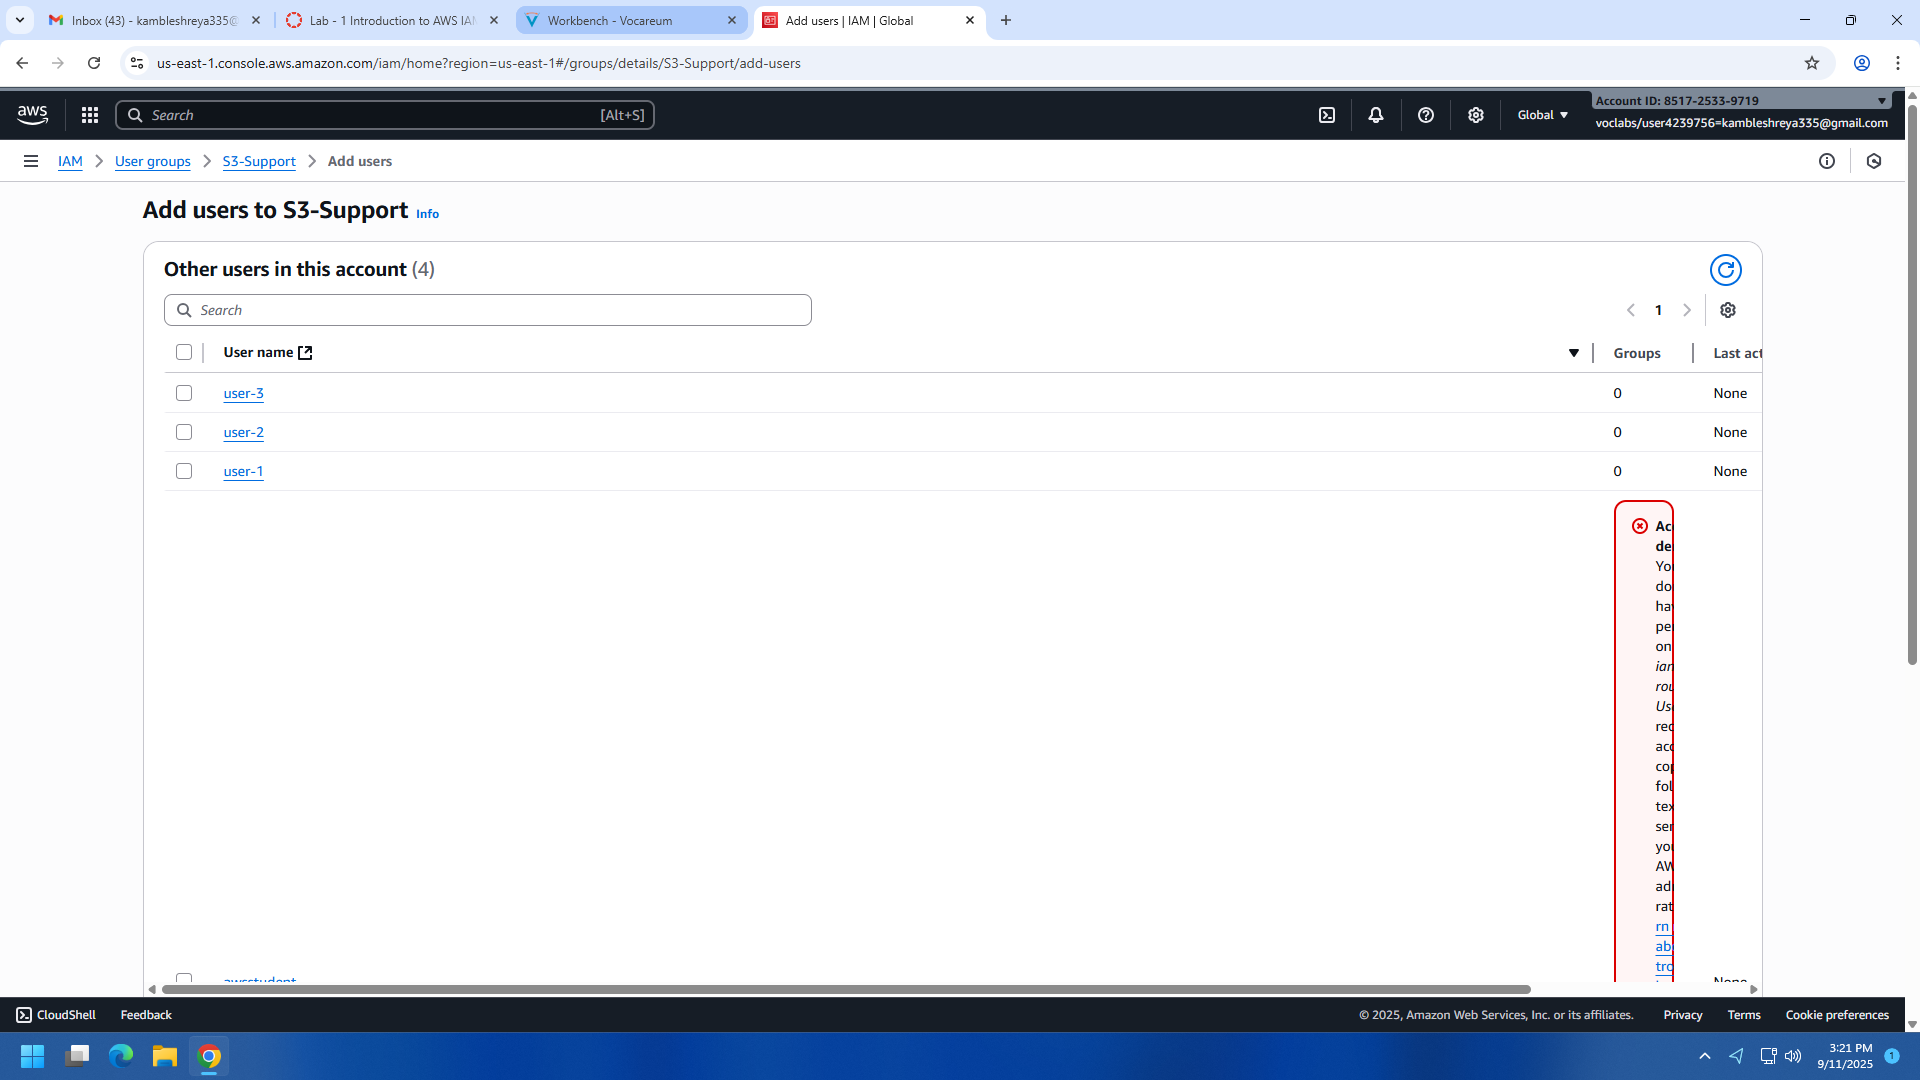 Inbox (43) - kambleshreya335@
Lab - 1 Introduction to AWS IAM
Workbench - Vocareum
Add users | IAM | Global
us-east-1.console.aws.amazon.com/iam/home?region=us-east-1#/groups/details/S3-Support/add-users
aws
Search
[Alt+S]
Global
Account ID: 8517-2533-9719
voclabs/user4239756=kambleshreya335@gmail.com
IAM
User groups
S3-Support
Add users
Add users to S3-Support
Info
Other users in this account (4)
Search
1
User name
Groups
Last act
user-3
0
None
user-2
0
None
user-1
0
None
Ac
de
Yo
do
ha
pe
on
ian
rou
Us
rec
acc
cop
fol
tex
ser
you
AW
ad
rat
rn
ab
tro
awsstudent
None
CloudShell
Feedback
© 2025, Amazon Web Services, Inc. or its affiliates.
Privacy
Terms
Cookie preferences
3:21 PM
9/11/2025
1